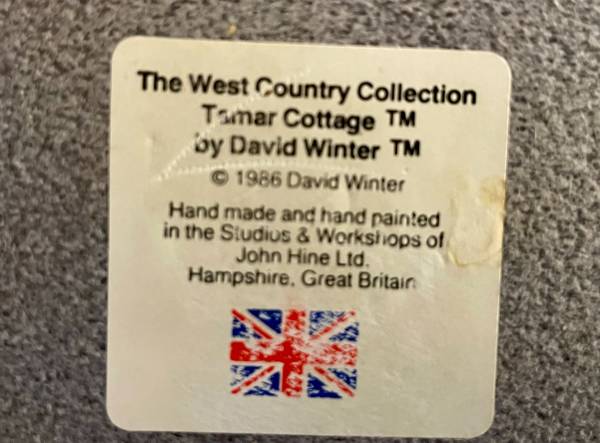 The West Country Collection
Tamar Cottage ™
by David Winter ™
© 1986 David Winter
Hand made and hand painted
in the Studios & Workshops of
John Hine Ltd.
Hampshire, Great Britain